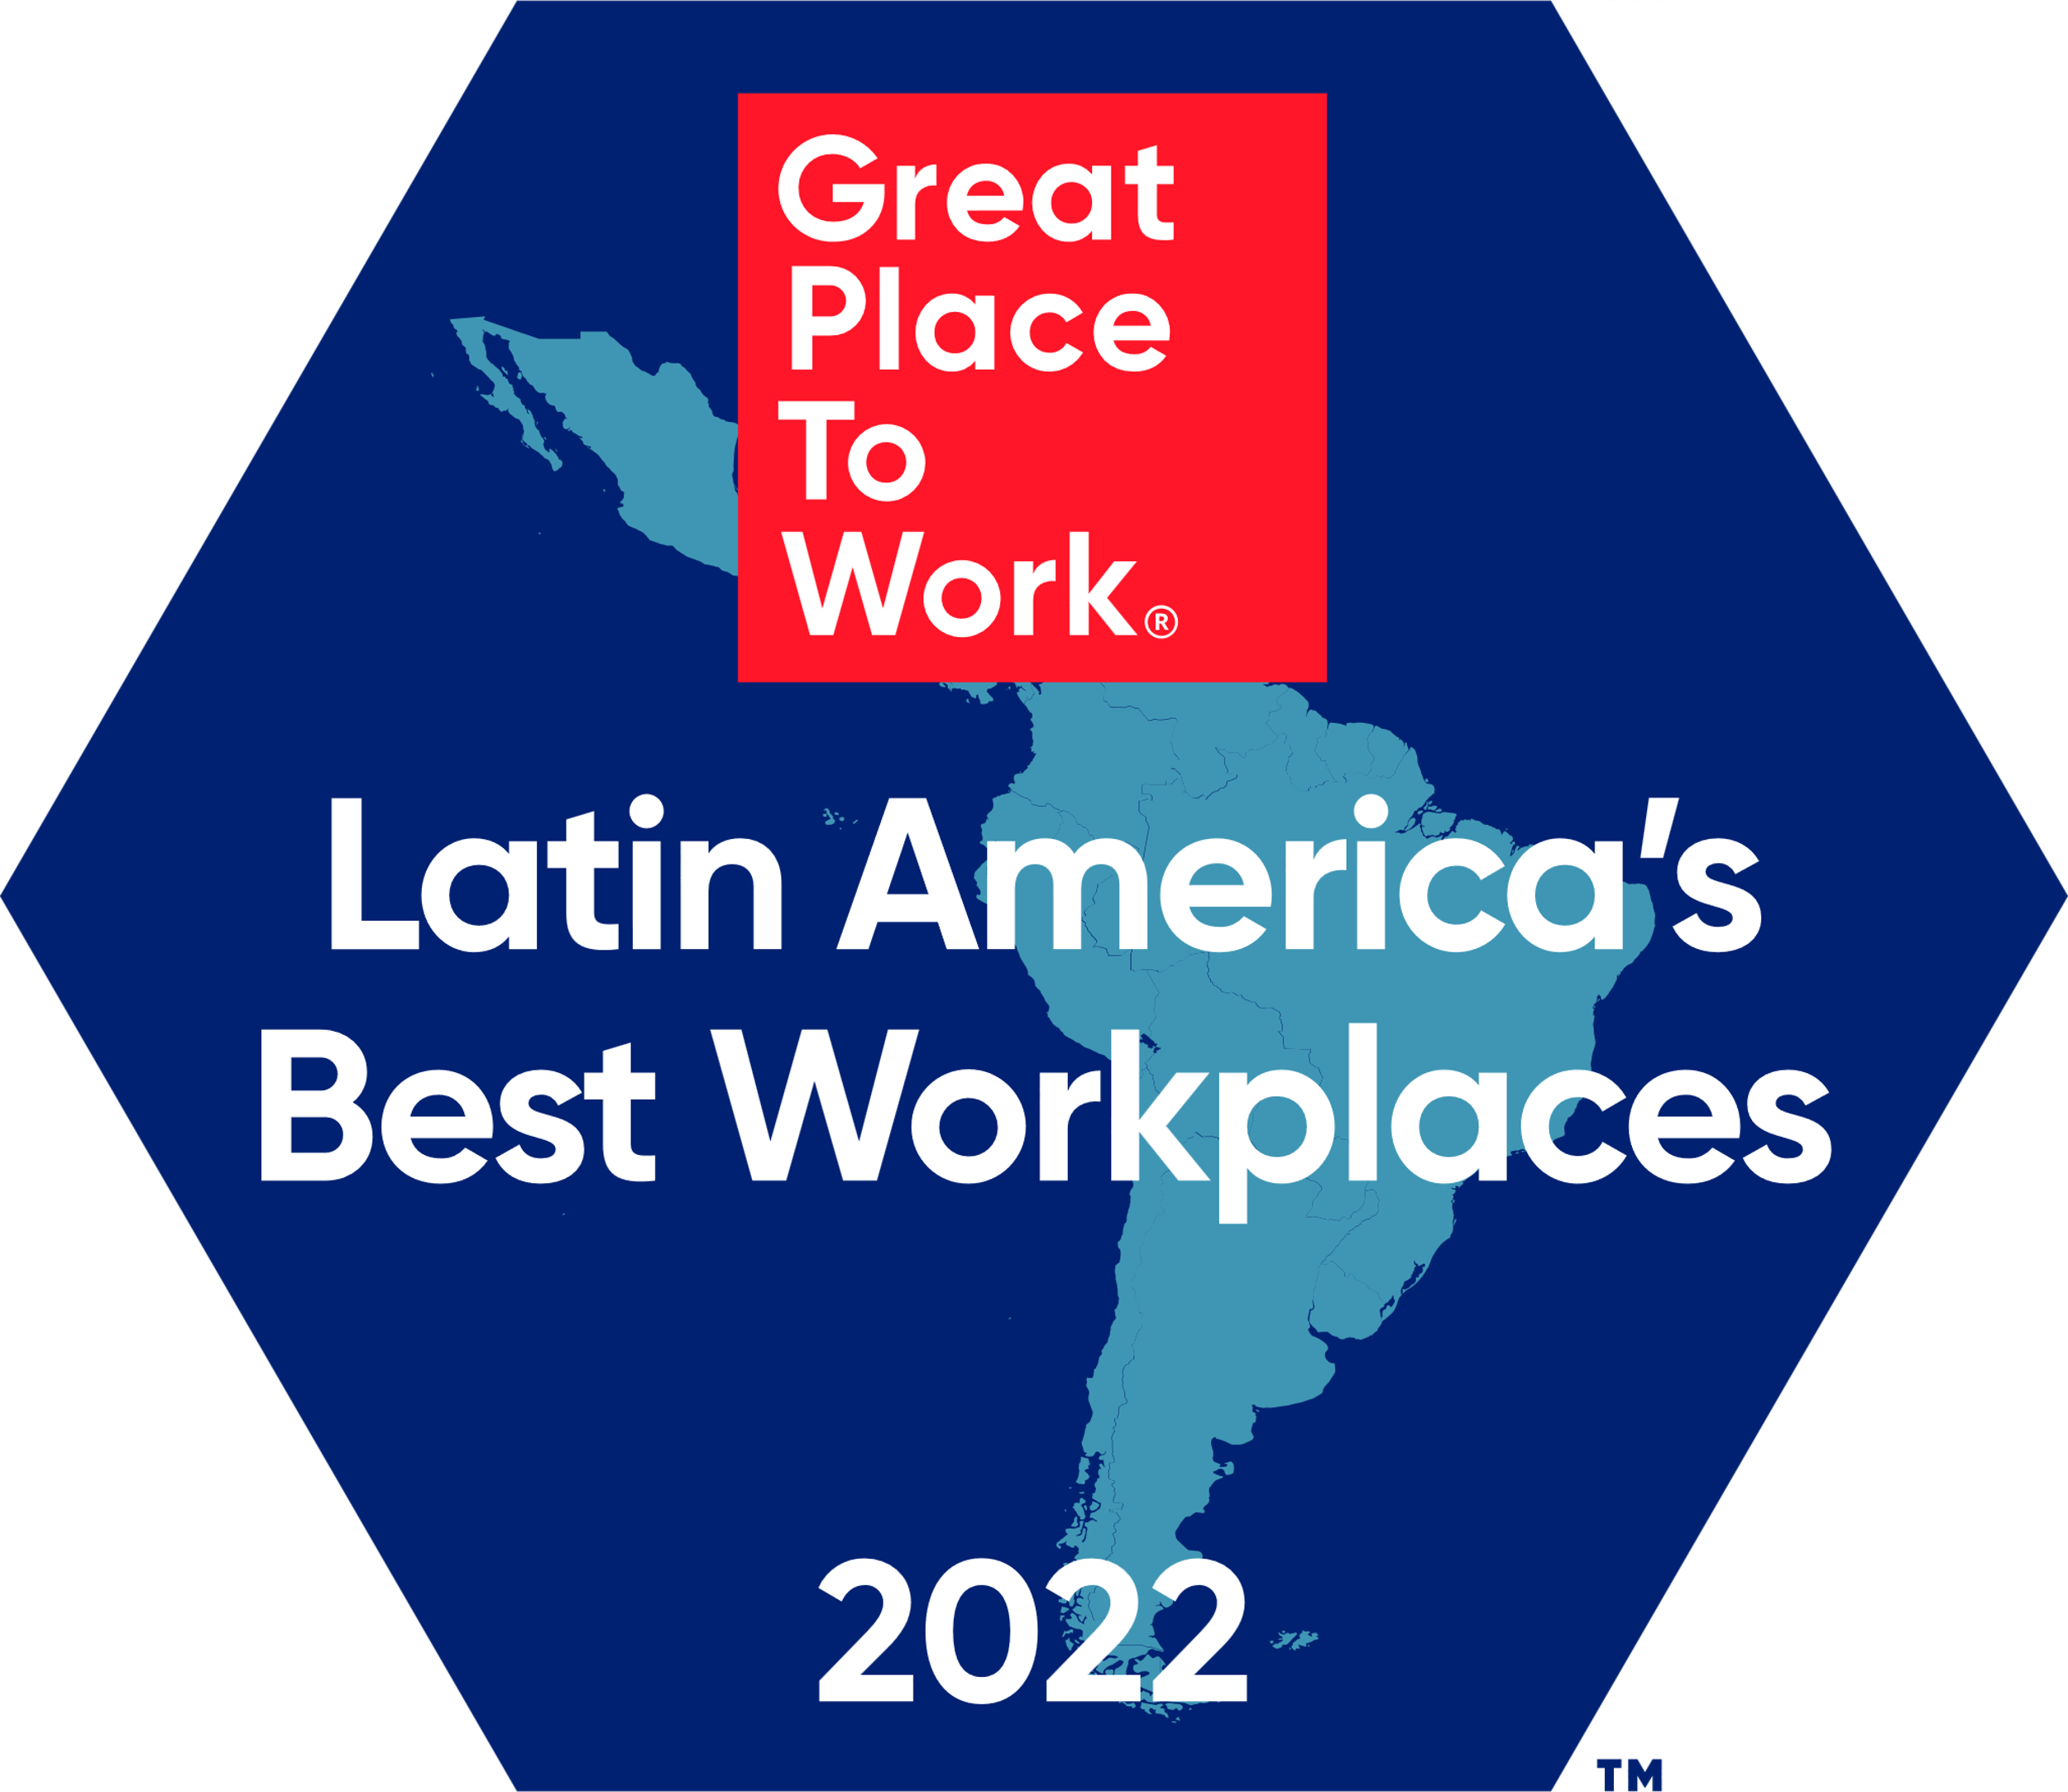 Great
Place
To
Work®
Latin America's
Best Workplaces
2022
TM